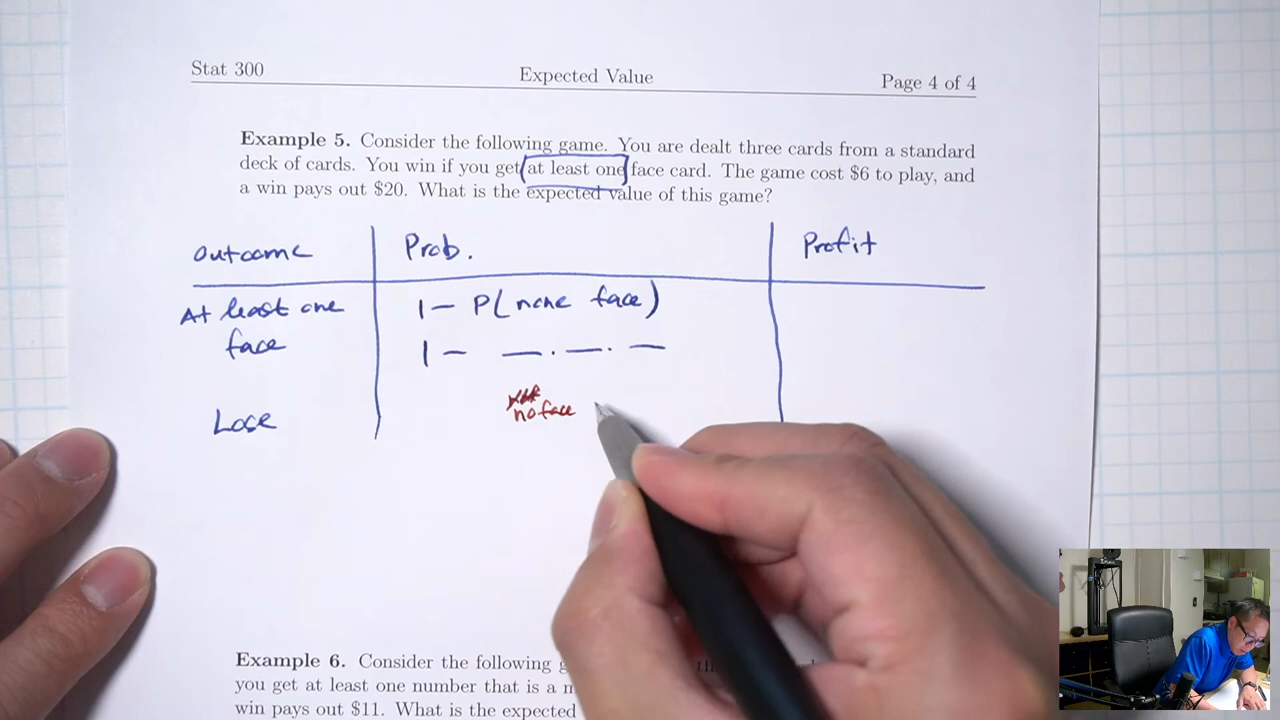 Stat 300 Expected Value Page 4 of 4
Example 5. Consider the following game. You are dealt three cards from a standard
deck of cards. You win if you get at least one face card. The game cost $6 to play, and
a win pays out $20. What is the expected value of this game?
Outcome Prob. Profit
At least one 1 – P(none face)
face 1 – __ . __ . __
no face
Lose
Example 6. Consider the following
you get at least one number that is a
win pays out $11. What is the expected